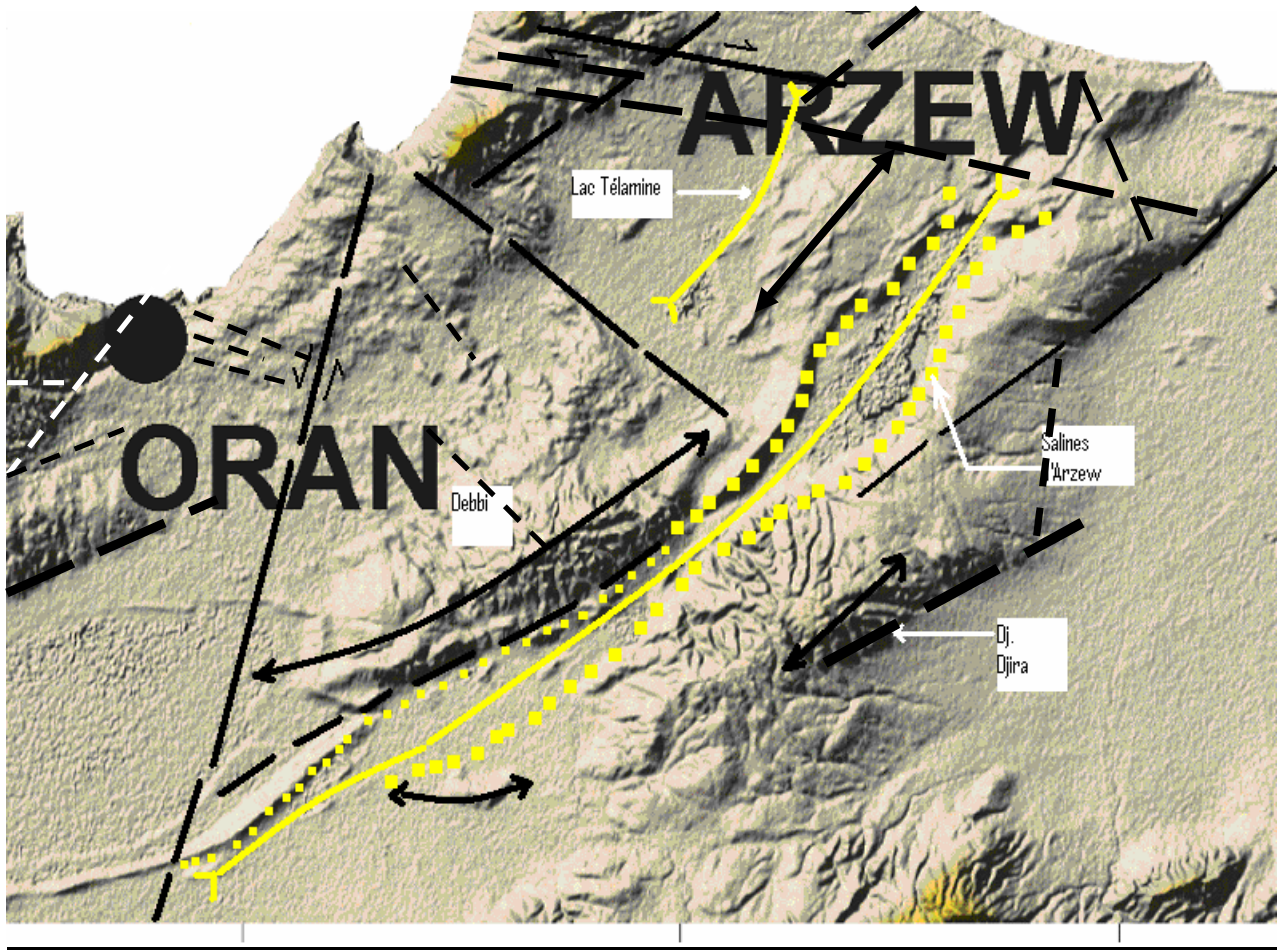 ARZEW
Lac Télamine
ORAN
Salines
'Arzew
Debbi
Dj.
Djira